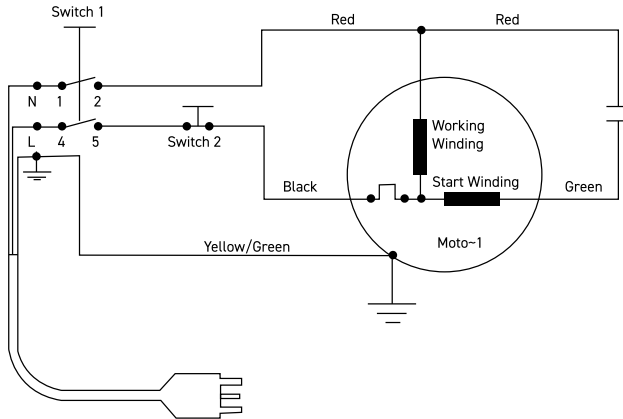 Switch 1
Red
Red
N
1
2
L
4
5
Switch 2
Working
Winding
Start Winding
Black
Green
Moto~1
Yellow/Green